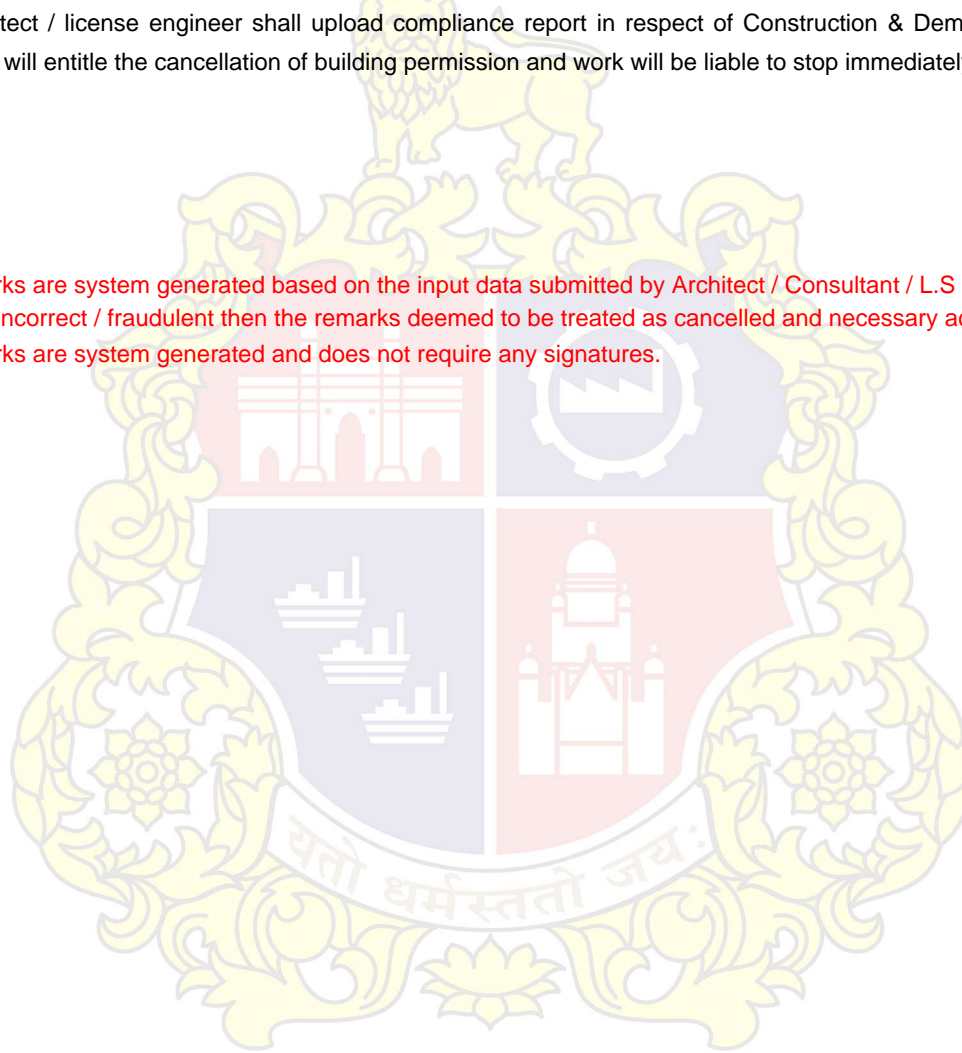 tect / license engineer shall upload compliance report in respect of Construction & Dem
will entitle the cancellation of building permission and work will be liable to stop immediately
rks are system generated based on the input data submitted by Architect / Consultant / L.S
incorrect / fraudulent then the remarks deemed to be treated as cancelled and necessary ac
rks are system generated and does not require any signatures.
यतो धर्मस्ततो जय: